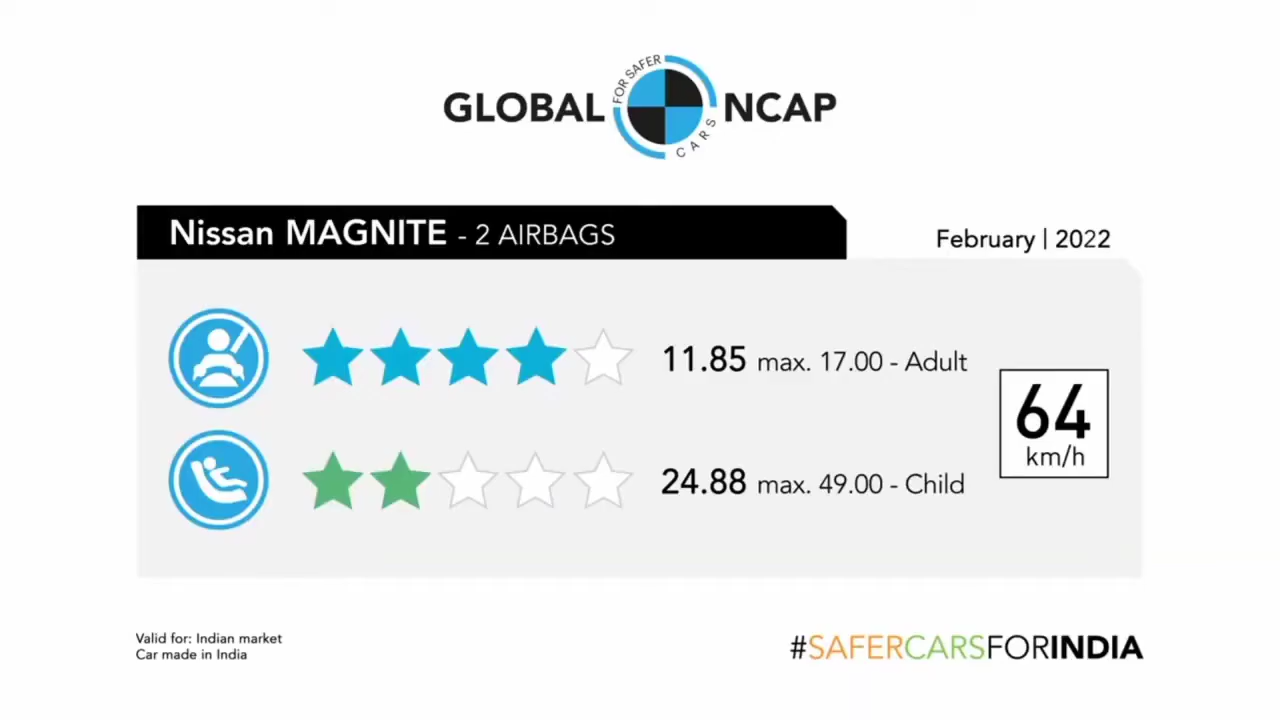 GLOBAL FOR SAFER CARS NCAP
Nissan MAGNITE - 2 AIRBAGS
February | 2022
11.85 max. 17.00 - Adult
24.88 max. 49.00 - Child
64
km/h
Valid for: Indian market
Car made in India
#SAFERCARSFORINDIA